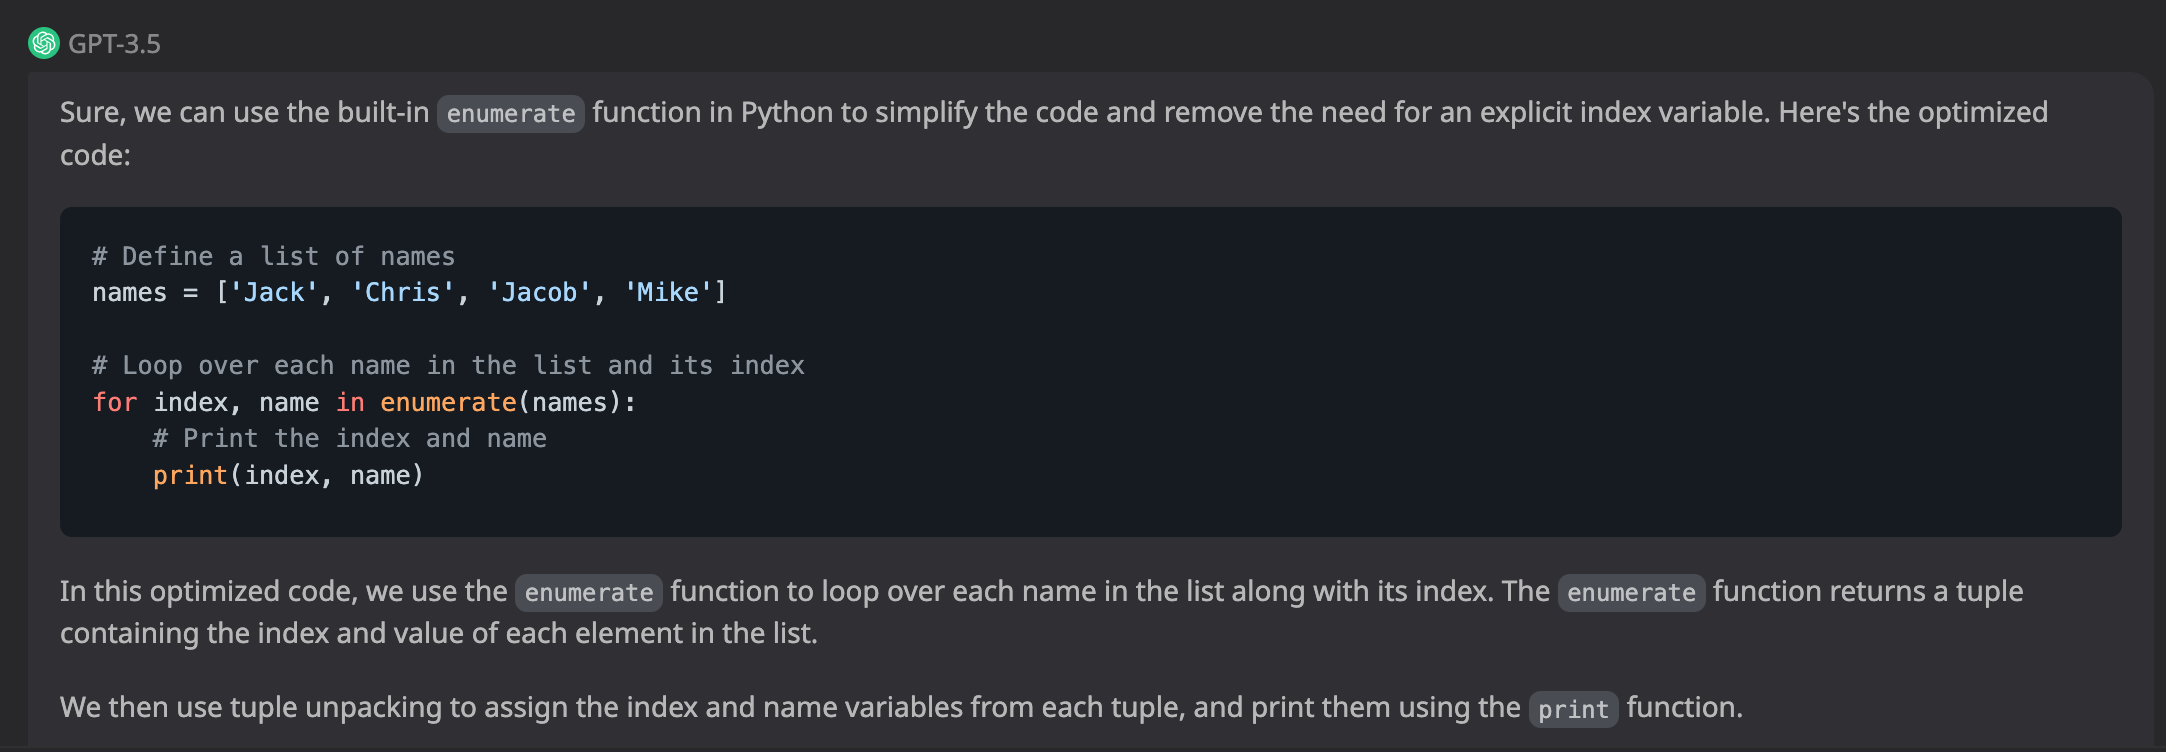 GPT-3.5
Sure, we can use the built-in enumerate function in Python to simplify the code and remove the need for an explicit index variable. Here's the optimized
code:
# Define a list of names
names = ['Jack', 'Chris', 'Jacob', 'Mike']
# Loop over each name in the list and its index
for index, name in enumerate(names):
    # Print the index and name
    print(index, name)
In this optimized code, we use the enumerate function to loop over each name in the list along with its index. The enumerate function returns a tuple
containing the index and value of each element in the list.
We then use tuple unpacking to assign the index and name variables from each tuple, and print them using the print function.